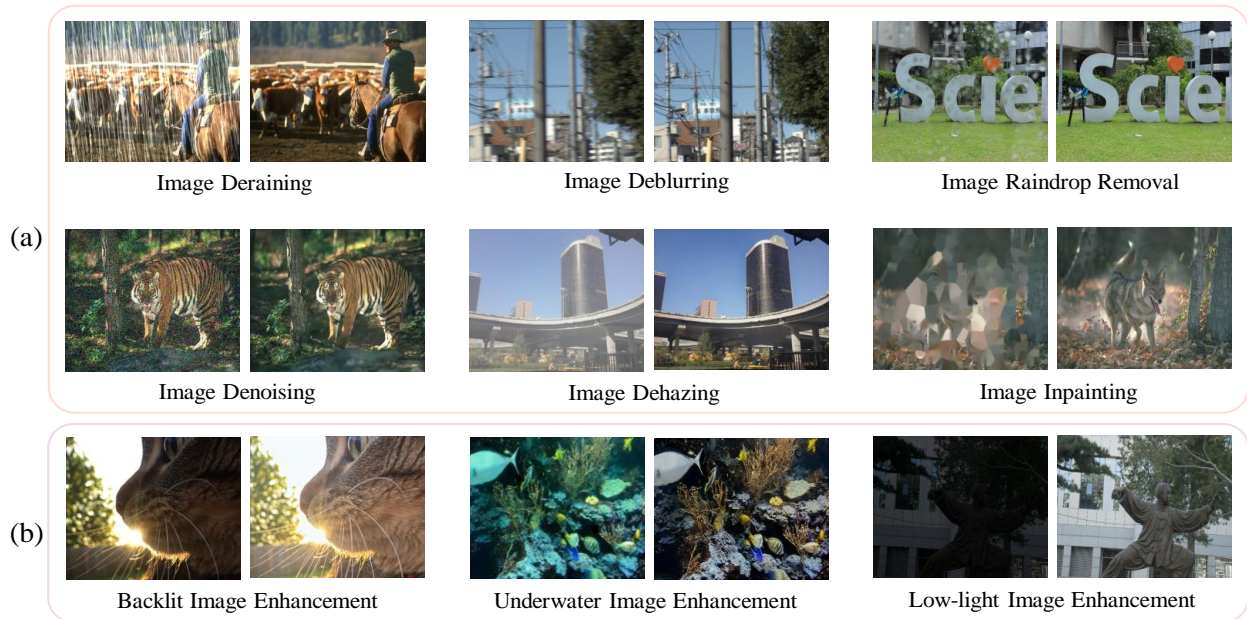 Scie
Scie
Image Deraining
Image Deblurring
Image Raindrop Removal
(a)
Image Denoising
Image Dehazing
Image Inpainting
(b)
Backlit Image Enhancement
Underwater Image Enhancement
Low-light Image Enhancement